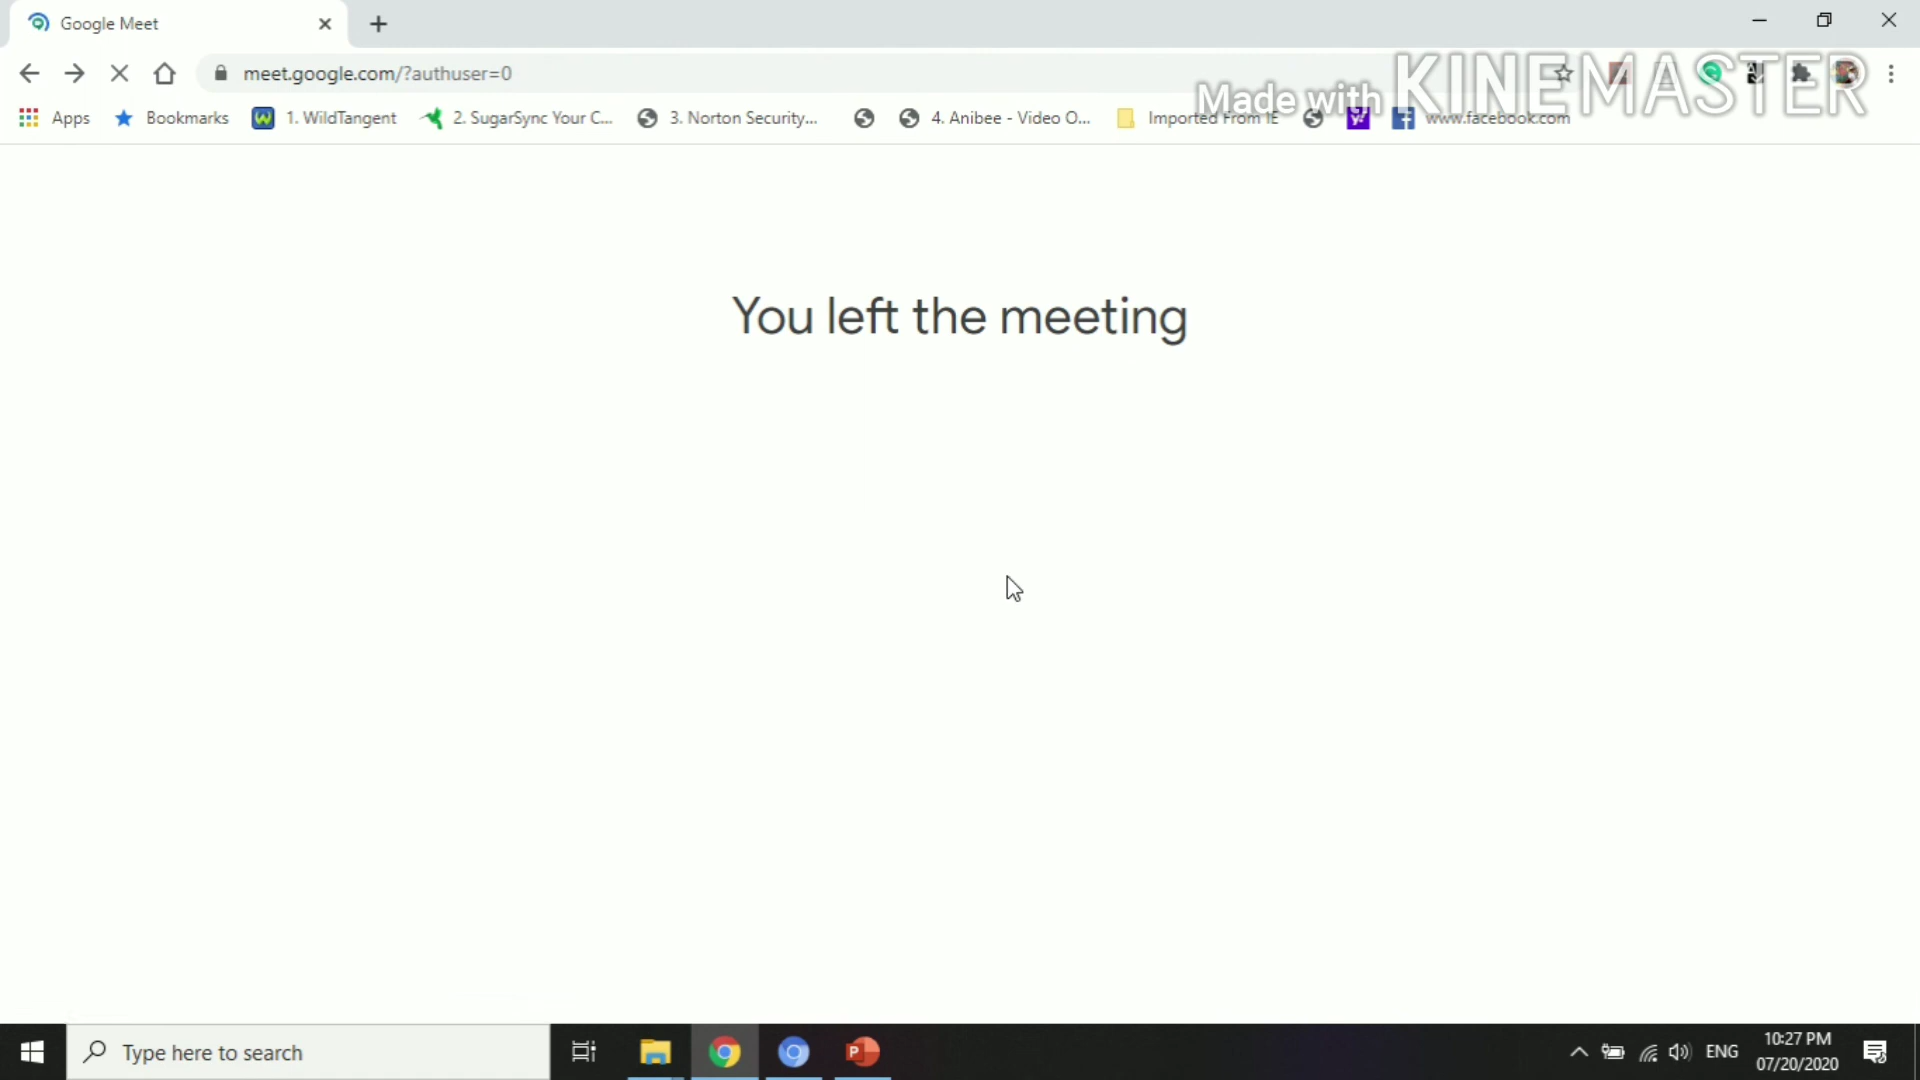 Google Meet
meet.google.com/?authuser=0
Made with KINEMASTER
Apps Bookmarks 1. WildTangent 2. SugarSync Your C... 3. Norton Security... 4. Anibee - Video O... Imported From IE www.facebook.com
You left the meeting
Type here to search
ENG
10:27 PM
07/20/2020